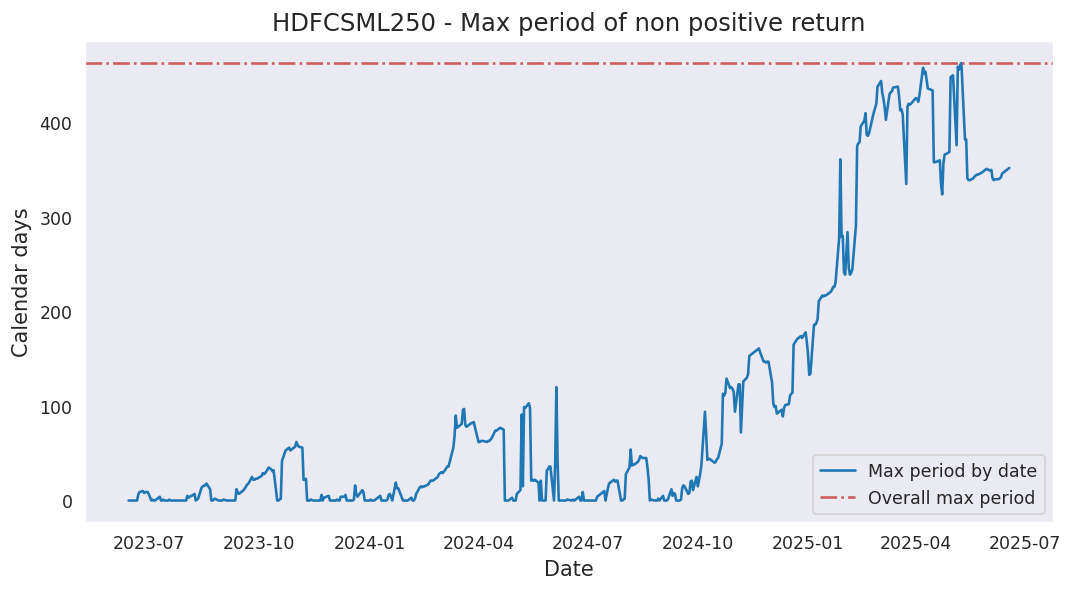 HDFCSML250 - Max period of non positive return
Calendar days
400
300
200
100
0
2023-07 2023-10 2024-01 2024-04 2024-07 2024-10 2025-01 2025-04 2025-07
Date
Max period by date
Overall max period